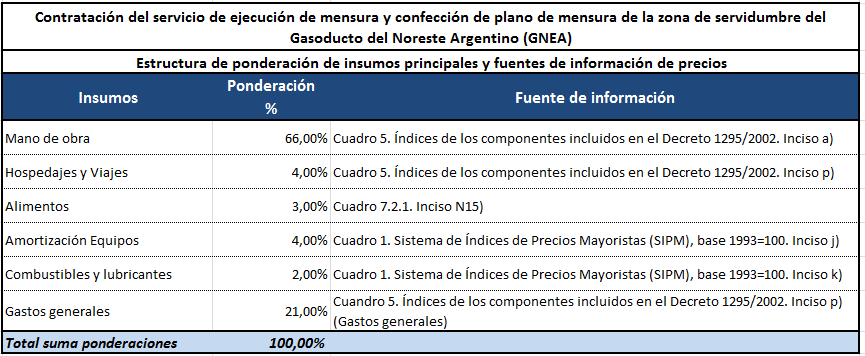 Contratación del servicio de ejecución de mensura y confección de plano de mensura de la zona de servidumbre del
Gasoducto del Noreste Argentino (GNEA)
Estructura de ponderación de insumos principales y fuentes de información de precios
Insumos Ponderación % Fuente de información
Mano de obra 66,00% Cuadro 5. Índices de los componentes incluidos en el Decreto 1295/2002. Inciso a)
Hospedajes y Viajes 4,00% Cuadro 5. Índices de los componentes incluidos en el Decreto 1295/2002. Inciso p)
Alimentos 3,00% Cuadro 7.2.1. Inciso N15)
Amortización Equipos 4,00% Cuadro 1. Sistema de Índices de Precios Mayoristas (SIPM), base 1993=100. Inciso j)
Combustibles y lubricantes 2,00% Cuadro 1. Sistema de Índices de Precios Mayoristas (SIPM), base 1993=100. Inciso k)
Gastos generales 21,00% Cuandro 5. Índices de los componentes incluidos en el Decreto 1295/2002. Inciso p)
(Gastos generales)
Total suma ponderaciones 100,00%